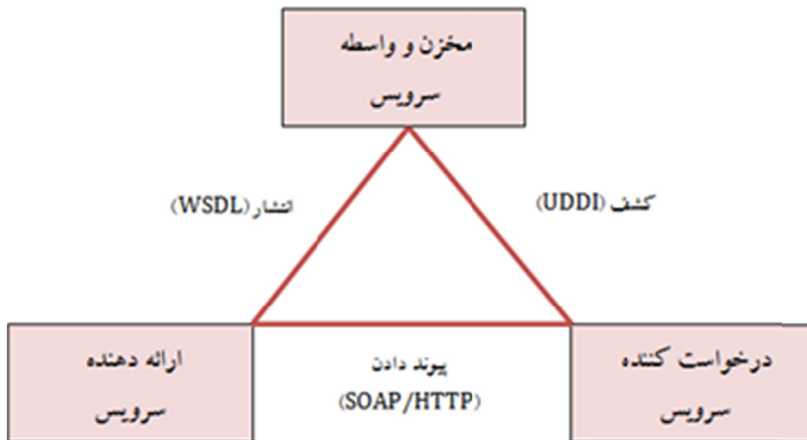 مخزن و واسطه
سرویس
کشف (UDDI)
انتشار (WSDL)
درخواست کننده
سرویس
پیوند دادن
(SOAP/HTTP)
ارائه دهنده
سرویس